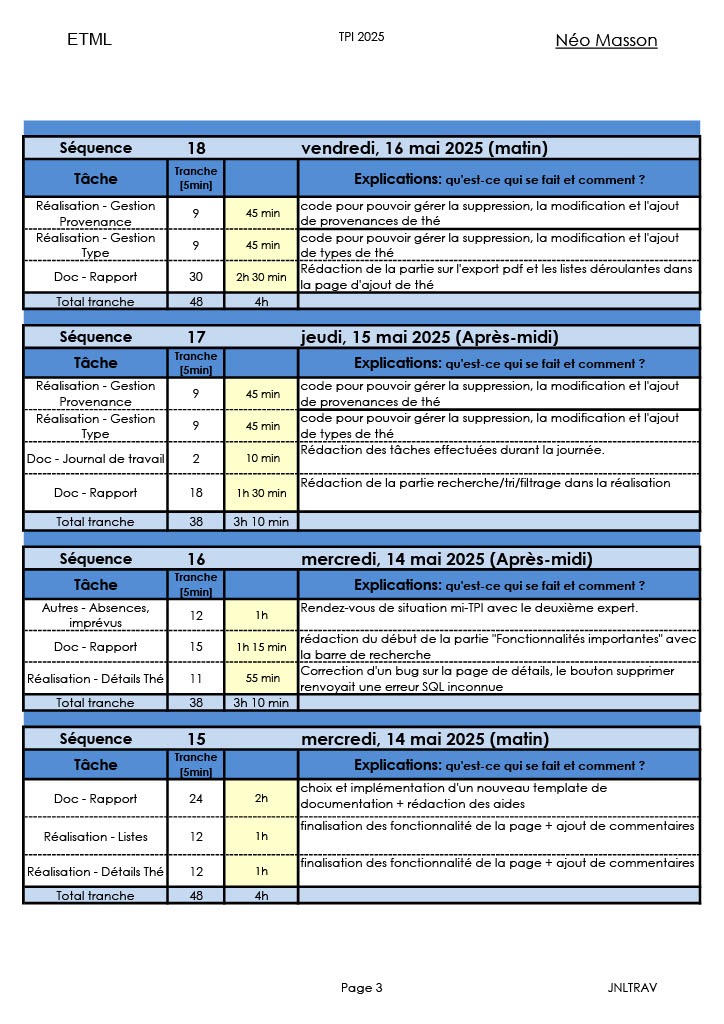 ETML TPI 2025 Néo Masson
Séquence 18 vendredi, 16 mai 2025 (matin)
Tâche Tranche [5min] Explications: qu'est-ce qui se fait et comment ?
Réalisation - Gestion Provenance 9 45 min code pour pouvoir gérer la suppression, la modification et l'ajout
de provenances de thé
Réalisation - Gestion Type 9 45 min code pour pouvoir gérer la suppression, la modification et l'ajout
de types de thé
Doc - Rapport 30 2h 30 min Rédaction de la partie sur l'export pdf et les listes déroulantes dans
la page d'ajout de thé
Total tranche 48 4h
Séquence 17 jeudi, 15 mai 2025 (Après-midi)
Tâche Tranche [5min] Explications: qu'est-ce qui se fait et comment ?
Réalisation - Gestion Provenance 9 45 min code pour pouvoir gérer la suppression, la modification et l'ajout
de provenances de thé
Réalisation - Gestion Type 9 45 min code pour pouvoir gérer la suppression, la modification et l'ajout
de types de thé
Doc - Journal de travail 2 10 min Rédaction des tâches effectuées durant la journée.
Doc - Rapport 18 1h 30 min Rédaction de la partie recherche/tri/filtrage dans la réalisation
Total tranche 38 3h 10 min
Séquence 16 mercredi, 14 mai 2025 (Après-midi)
Tâche Tranche [5min] Explications: qu'est-ce qui se fait et comment ?
Autres - Absences, imprévus 12 1h Rendez-vous de situation mi-TPI avec le deuxième expert.
Doc - Rapport 15 1h 15 min rédaction du début de la partie "Fonctionnalités importantes" avec
la barre de recherche
Réalisation - Détails Thé 11 55 min Correction d'un bug sur la page de détails, le bouton supprimer
renvoyait une erreur SQL inconnue
Total tranche 38 3h 10 min
Séquence 15 mercredi, 14 mai 2025 (matin)
Tâche Tranche [5min] Explications: qu'est-ce qui se fait et comment ?
Doc - Rapport 24 2h choix et implémentation d'un nouveau template de
documentation + rédaction des aides
Réalisation - Listes 12 1h finalisation des fonctionnalité de la page + ajout de commentaires
Réalisation - Détails Thé 12 1h finalisation des fonctionnalité de la page + ajout de commentaires
Total tranche 48 4h
Page 3 JNLTRAV